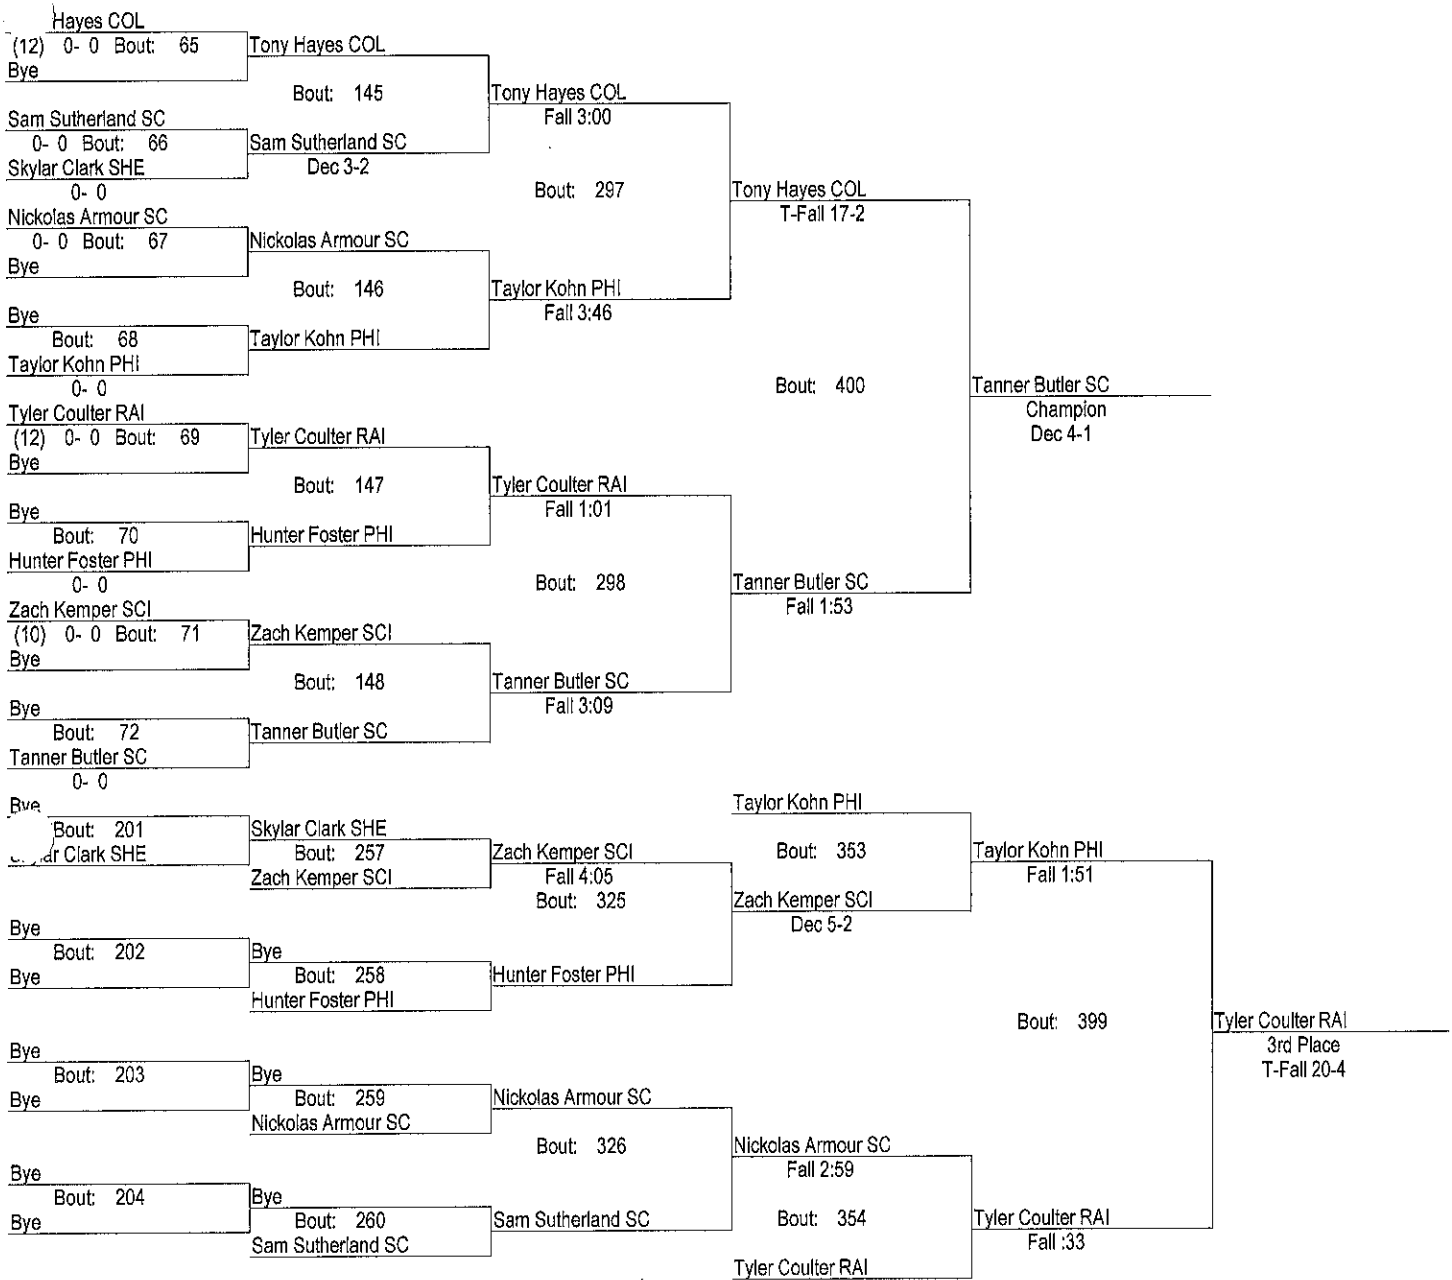 Hayes COL
(12) 0- 0 Bout: 65
Tony Hayes COL
Bye
Bout: 145
Tony Hayes COL
Fall 3:00
Sam Sutherland SC
0- 0 Bout: 66
Sam Sutherland SC
Dec 3-2
Skylar Clark SHE
0- 0
Bout: 297
Tony Hayes COL
T-Fall 17-2
Nickolas Armour SC
0- 0 Bout: 67
Nickolas Armour SC
Bye
Bout: 146
Taylor Kohn PHI
Fall 3:46
Bye
Bout: 68
Taylor Kohn PHI
Taylor Kohn PHI
0- 0
Bout: 400
Tanner Butler SC
Champion
Dec 4-1
Tyler Coulter RAI
(12) 0- 0 Bout: 69
Tyler Coulter RAI
Bye
Bout: 147
Tyler Coulter RAI
Fall 1:01
Bye
Bout: 70
Hunter Foster PHI
Hunter Foster PHI
0- 0
Bout: 298
Tanner Butler SC
Fall 1:53
Zach Kemper SCI
(10) 0- 0 Bout: 71
Zach Kemper SCI
Bye
Bout: 148
Tanner Butler SC
Fall 3:09
Bye
Bout: 72
Tanner Butler SC
Tanner Butler SC
0- 0
Bye
Bout: 201
Clark SHE
Skylar Clark SHE
Bout: 257
Zach Kemper SCI
Zach Kemper SCI
Fall 4:05
Bout: 325
Taylor Kohn PHI
Bout: 353
Zach Kemper SCI
Dec 5-2
Taylor Kohn PHI
Fall 1:51
Bye
Bout: 202
Bye
Bye
Bout: 258
Hunter Foster PHI
Hunter Foster PHI
Bout: 399
Tyler Coulter RAI
3rd Place
T-Fall 20-4
Bye
Bout: 203
Bye
Bye
Bout: 259
Nickolas Armour SC
Nickolas Armour SC
Bout: 326
Nickolas Armour SC
Fall 2:59
Bye
Bout: 204
Bye
Bye
Bout: 260
Sam Sutherland SC
Sam Sutherland SC
Bout: 354
Tyler Coulter RAI
Tyler Coulter RAI
Fall :33